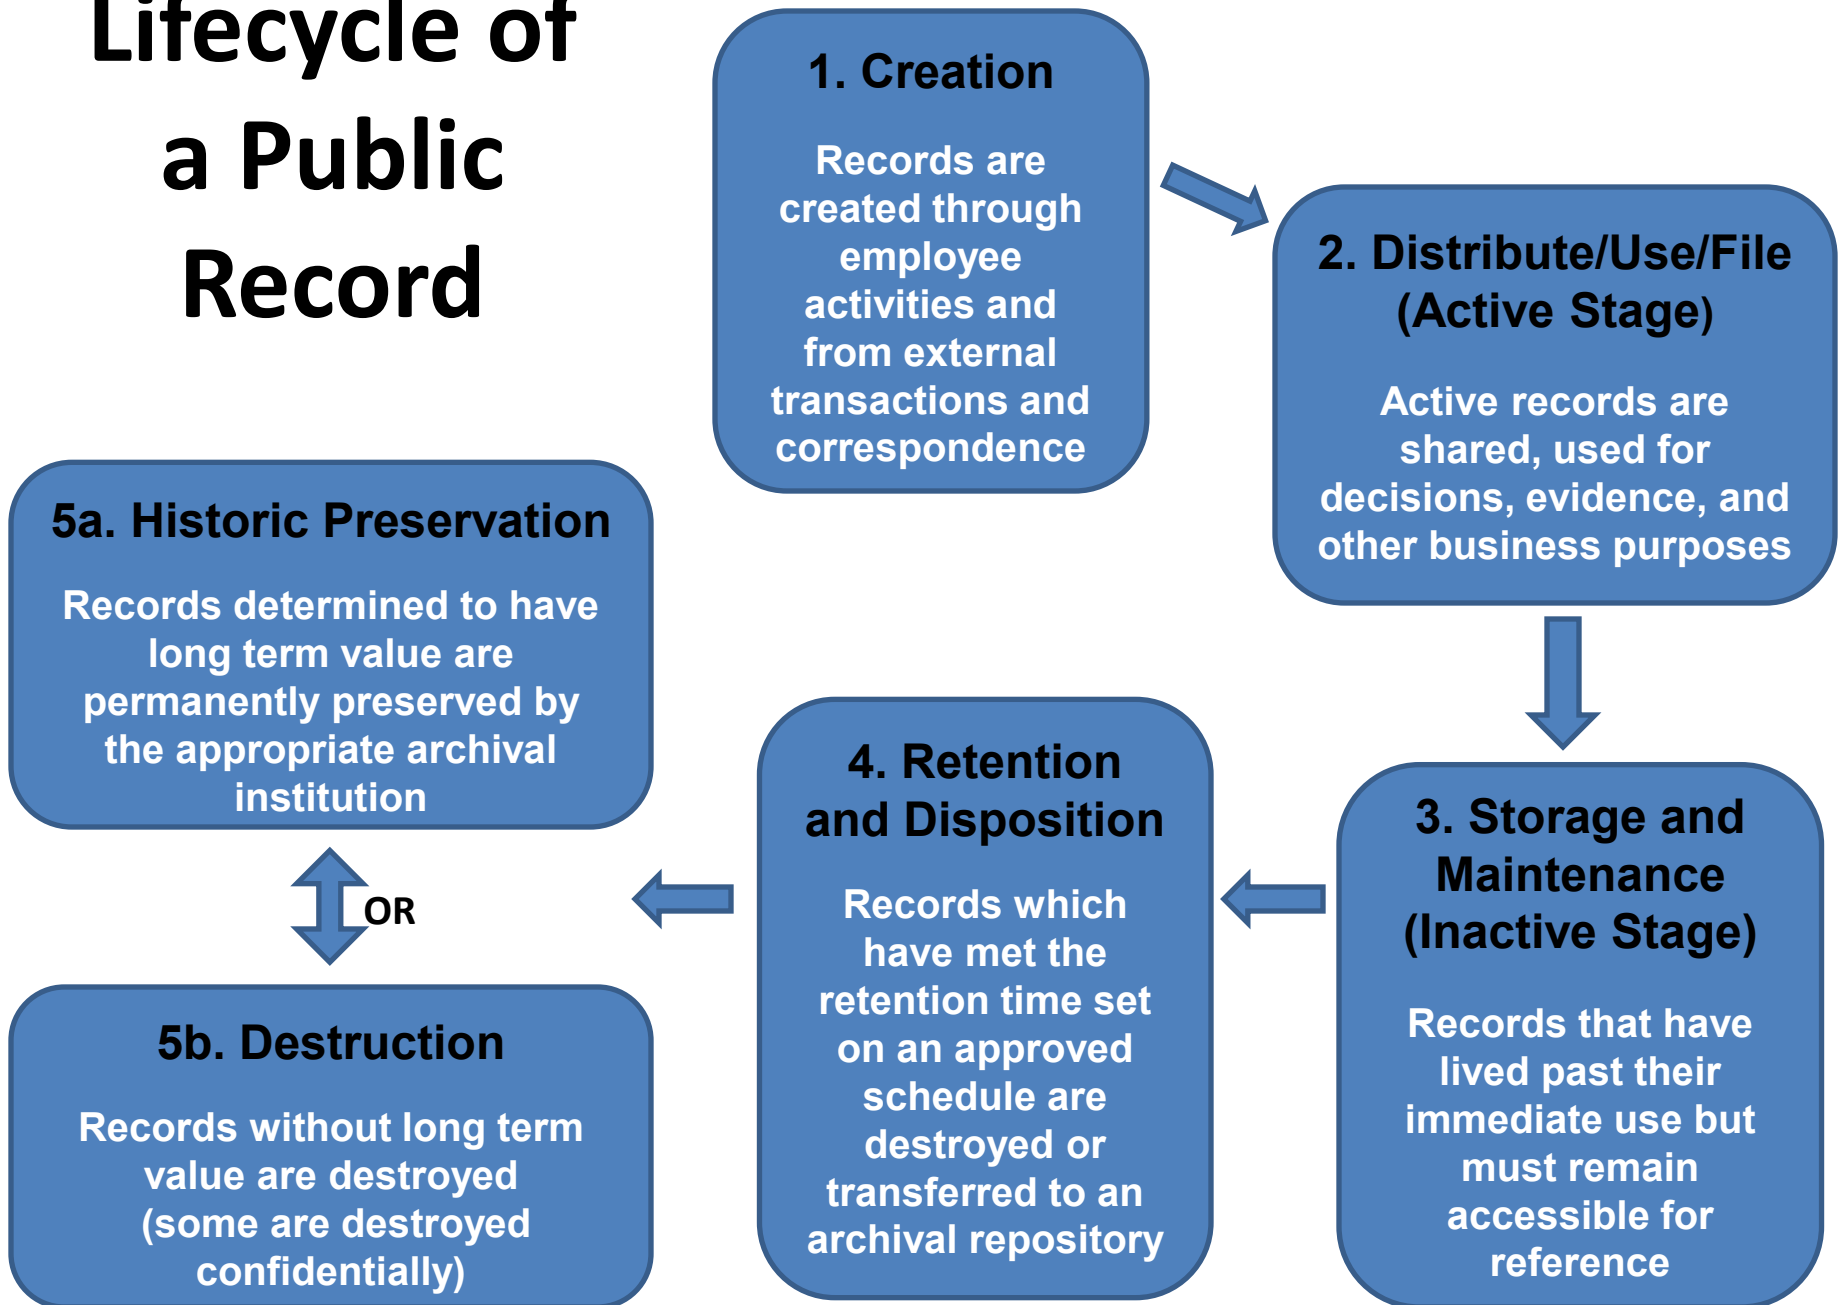 Lifecycle of
a Public
Record
1. Creation
Records are
created through
employee
activities and
from external
transactions and
correspondence
2. Distribute/Use/File
(Active Stage)
Active records are
shared, used for
decisions, evidence, and
other business purposes
3. Storage and
Maintenance
(Inactive Stage)
Records that have
lived past their
immediate use but
must remain
accessible for
reference
4. Retention
and Disposition
Records which
have met the
retention time set
on an approved
schedule are
destroyed or
transferred to an
archival repository
5a. Historic Preservation
Records determined to have
long term value are
permanently preserved by
the appropriate archival
institution
OR
5b. Destruction
Records without long term
value are destroyed
(some are destroyed
confidentially)